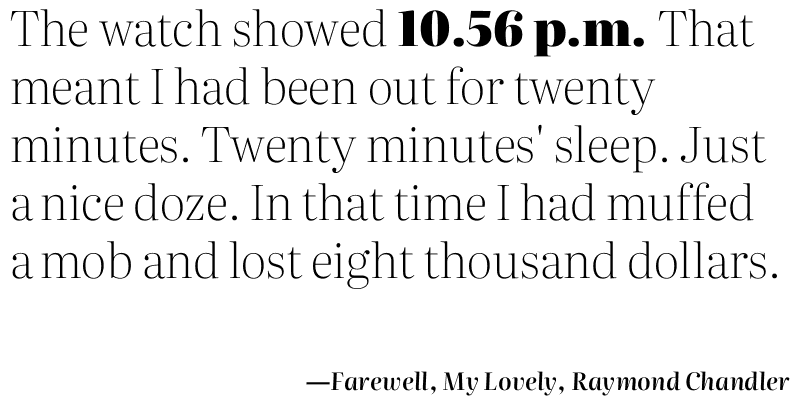 The watch showed 10.56 p.m. That
meant I had been out for twenty
minutes. Twenty minutes' sleep. Just
a nice doze. In that time I had muffed
a mob and lost eight thousand dollars.
—Farewell, My Lovely, Raymond Chandler